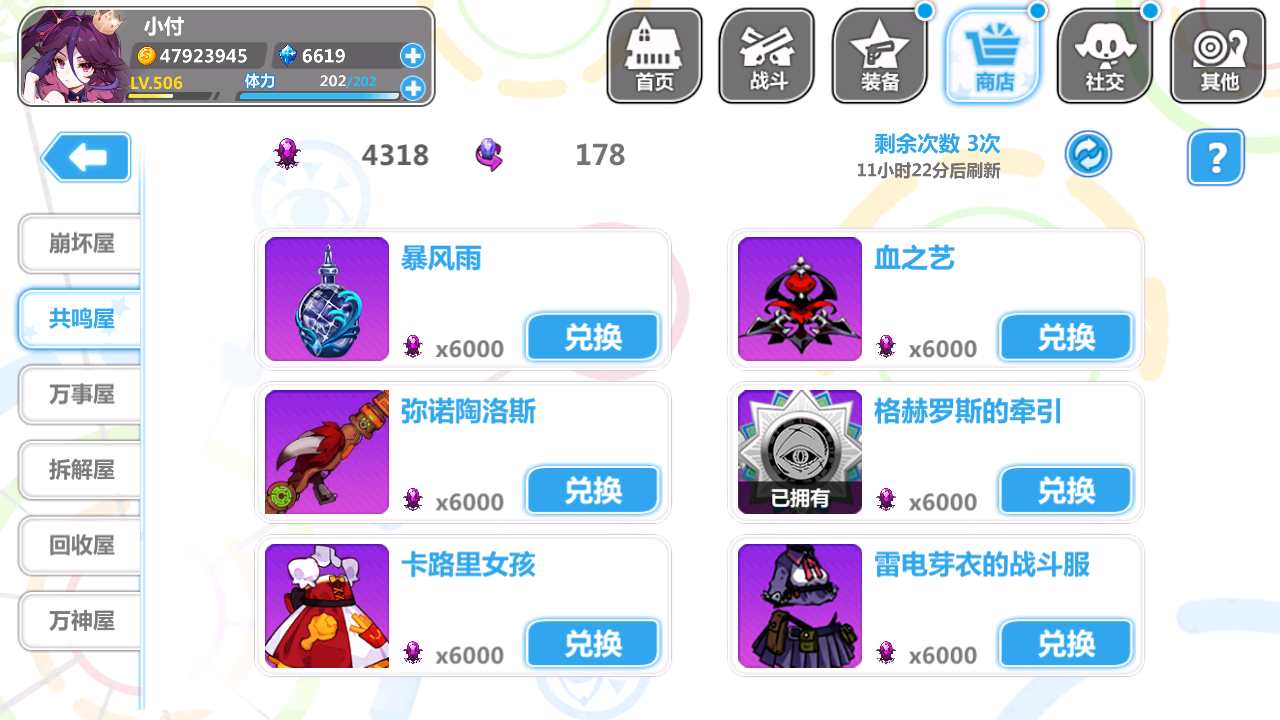 小付
47923945
6619
LV.506
体力
202/202
首页
战斗
装备
商店
社交
其他
4318
178
剩余次数 3次
11小时22分后刷新
?
崩坏屋
共鸣屋
万事屋
拆解屋
回收屋
万神屋
暴风雨
x6000
兑换
血之艺
x6000
兑换
弥诺陶洛斯
x6000
兑换
格赫罗斯的牵引
已拥有
x6000
兑换
卡路里女孩
x6000
兑换
雷电芽衣的战斗服
x6000
兑换